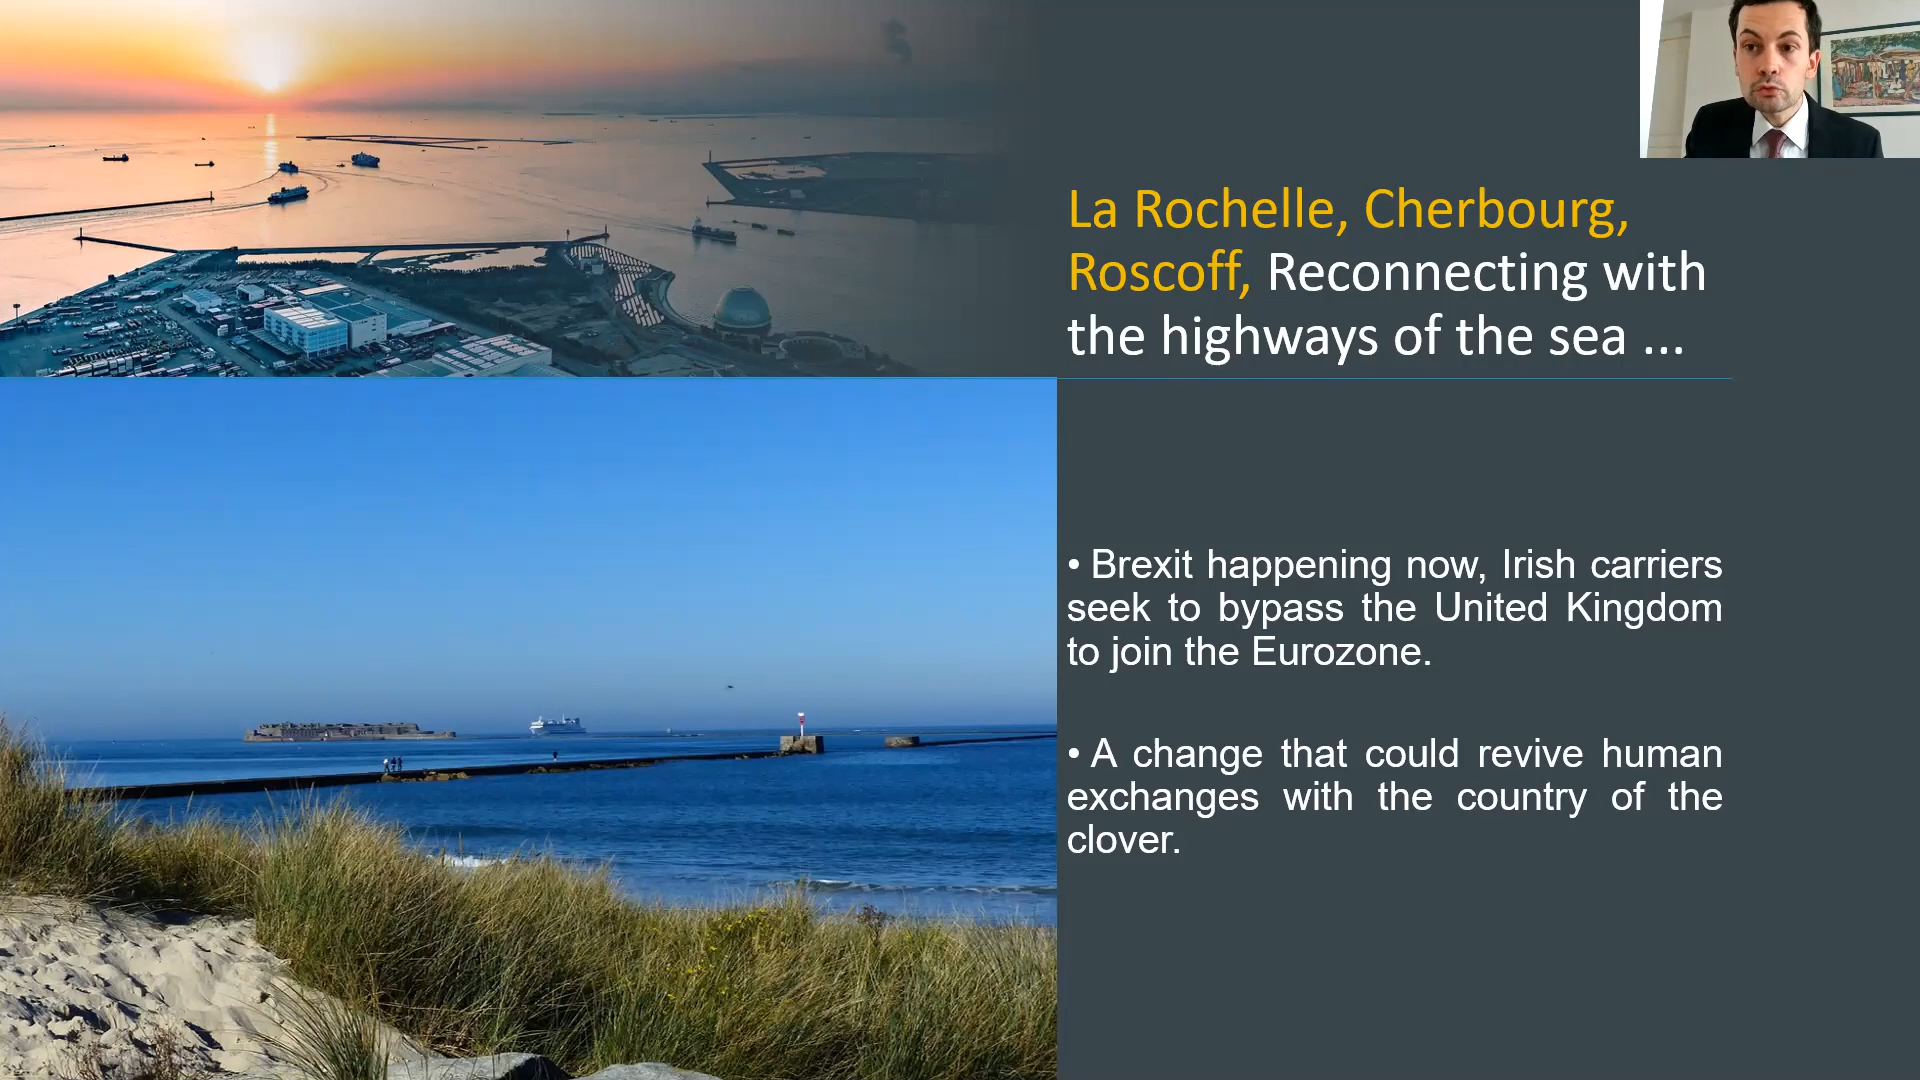 La Rochelle, Cherbourg,
Roscoff, Reconnecting with
the highways of the sea ...
• Brexit happening now, Irish carriers
seek to bypass the United Kingdom
to join the Eurozone.
• A change that could revive human
exchanges with the country of the
clover.